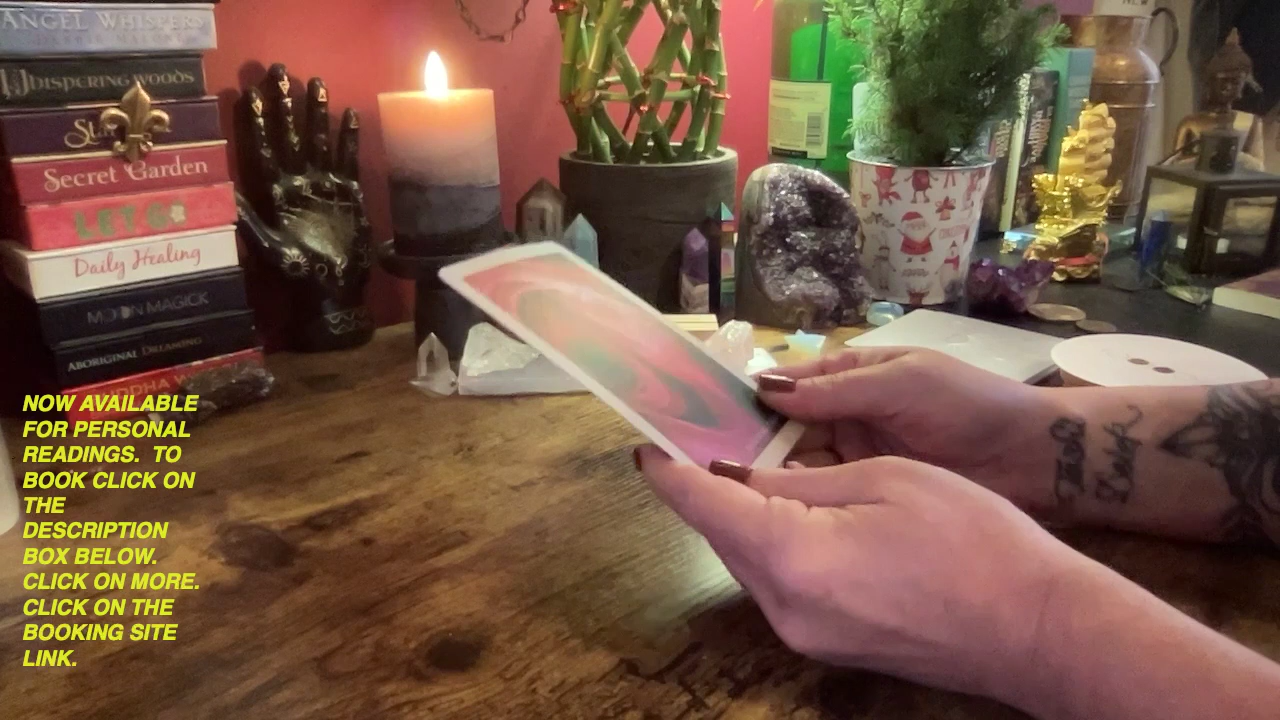 ANGEL WHISPERS
WHISPERING WOODS
Secret Garden
LET GO
Daily Healing
MOON MAGICK
ABORIGINAL DREAMING
NOW AVAILABLE
FOR PERSONAL
READINGS.  TO
BOOK CLICK ON
THE
DESCRIPTION
BOX BELOW.
CLICK ON MORE.
CLICK ON THE
BOOKING SITE
LINK.